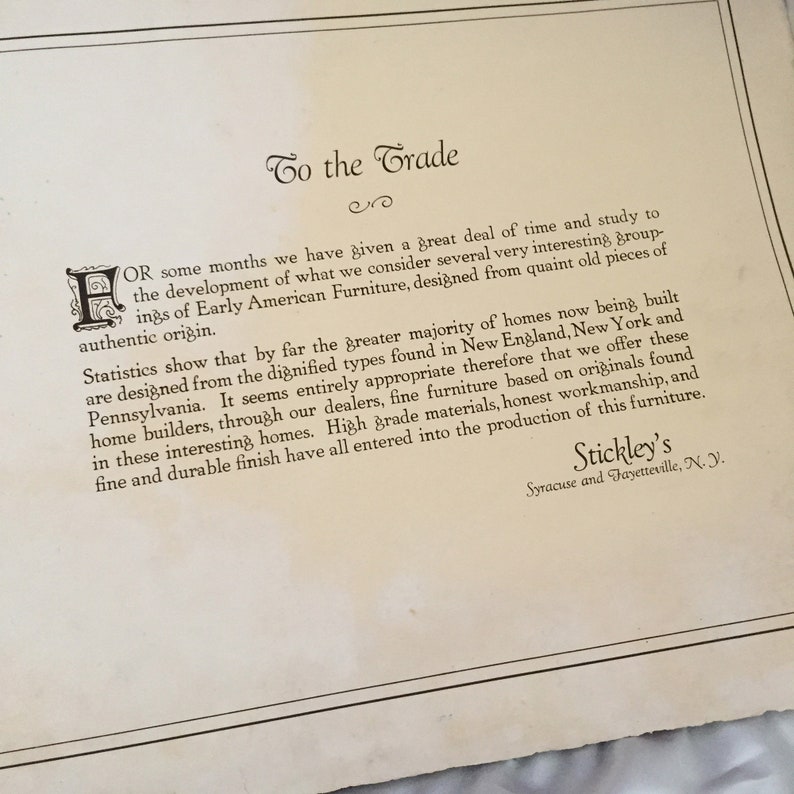 To the Trade
FOR some months we have given a great deal of time and study to
the development of what we consider several very interesting group-
ings of Early American Furniture, designed from quaint old pieces of
authentic origin.
Statistics show that by far the greater majority of homes now being built
are designed from the dignified types found in New England, New York and
Pennsylvania. It seems entirely appropriate therefore that we offer these
home builders, through our dealers, fine furniture based on originals found
in these interesting homes. High grade materials, honest workmanship, and
fine and durable finish have all entered into the production of this furniture.
Stickley's
Syracuse and Fayetteville, N. Y.